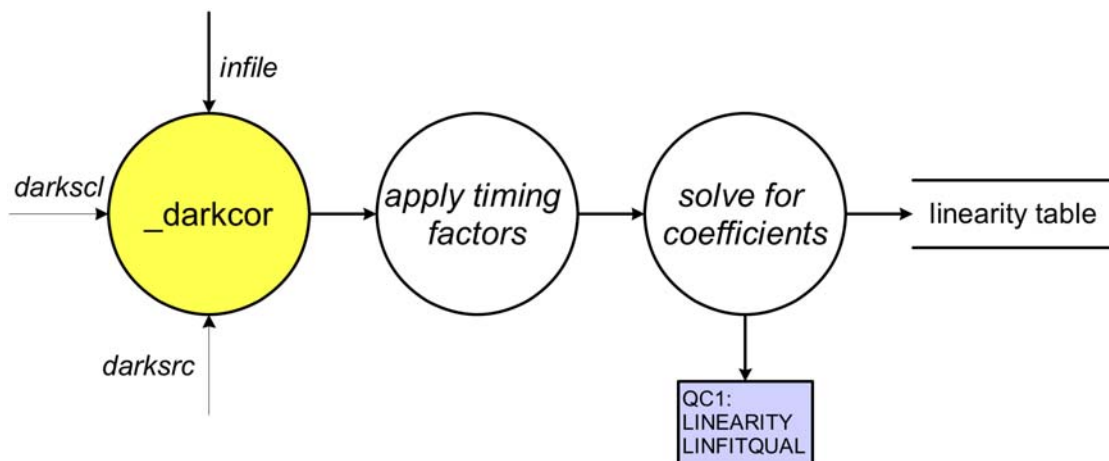 infile
darkscl
_darkcor
darksrc
apply timing
factors
solve for
coefficients
linearity table
QC1:
LINEARITY
LINFITQUAL